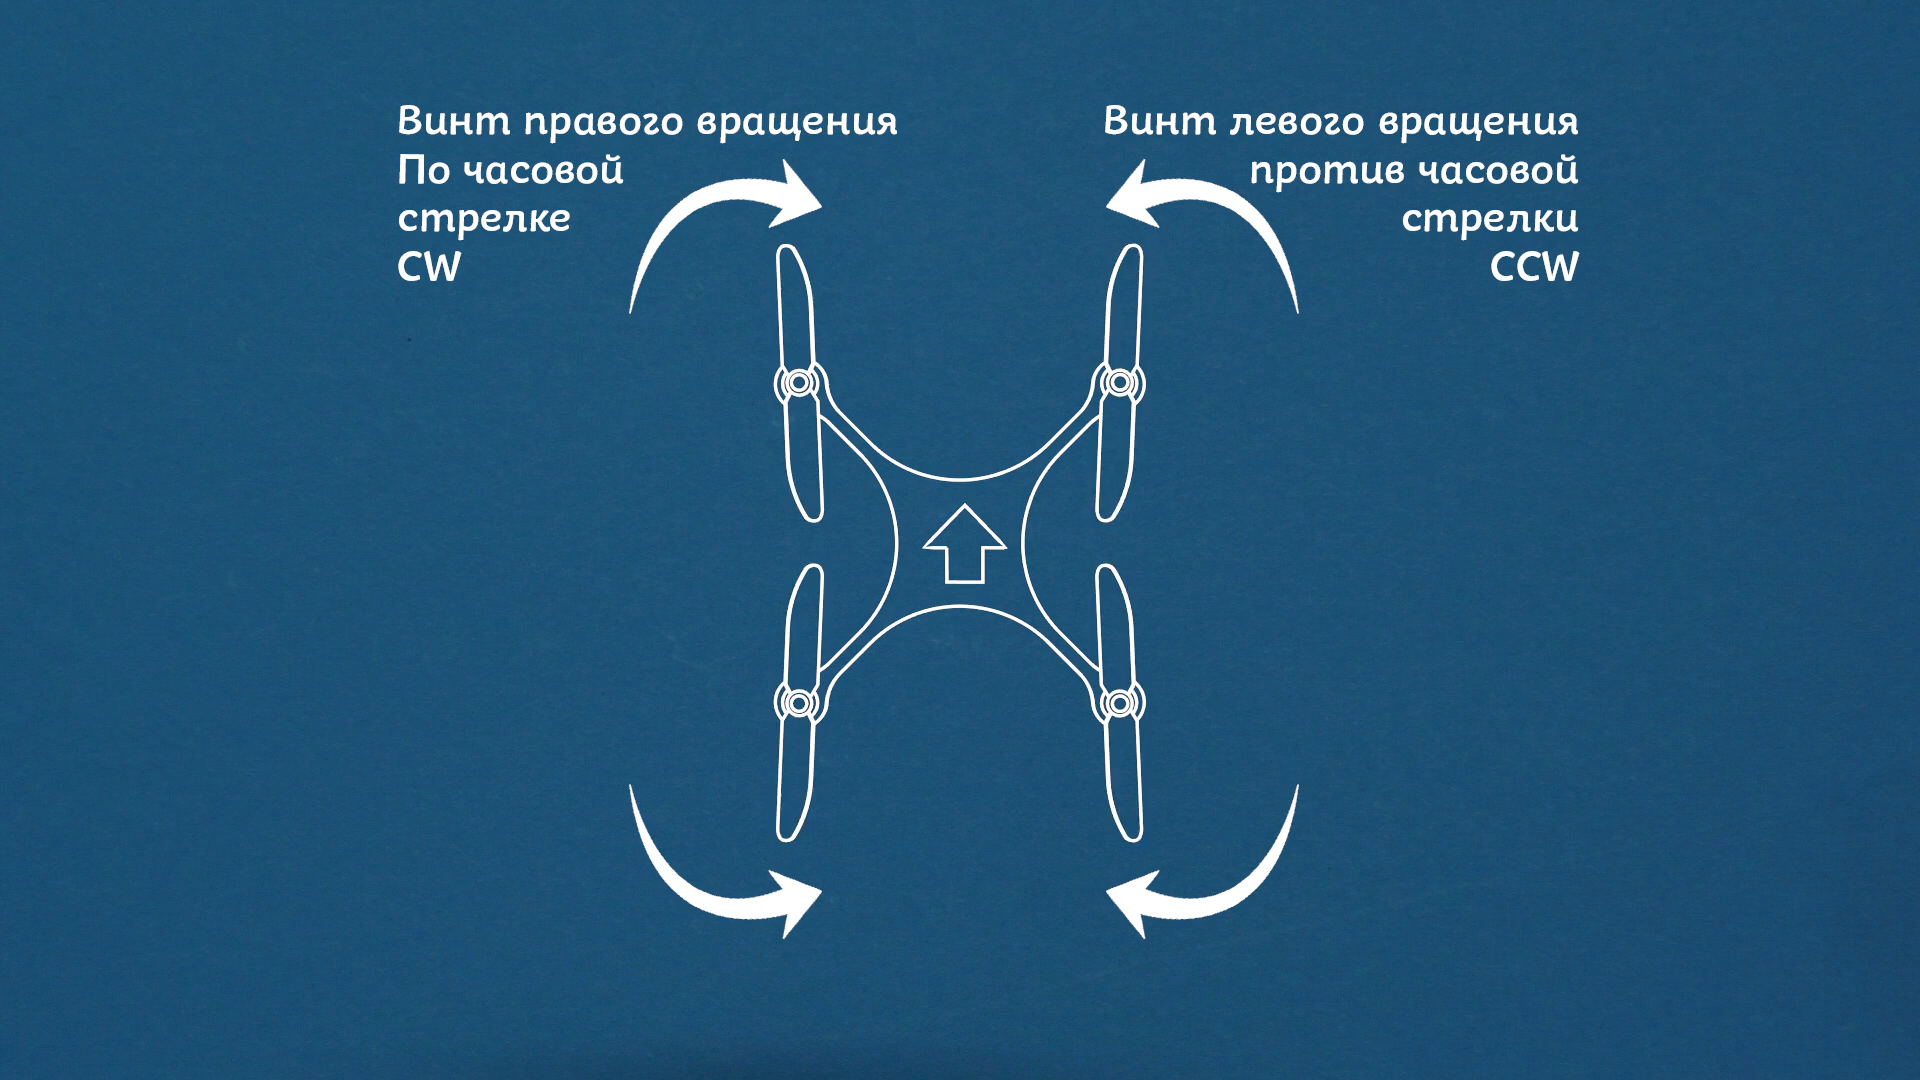 Винт правого вращения
По часовой
стрелке
CW
Винт левого вращения
против часовой
стрелки
CCW